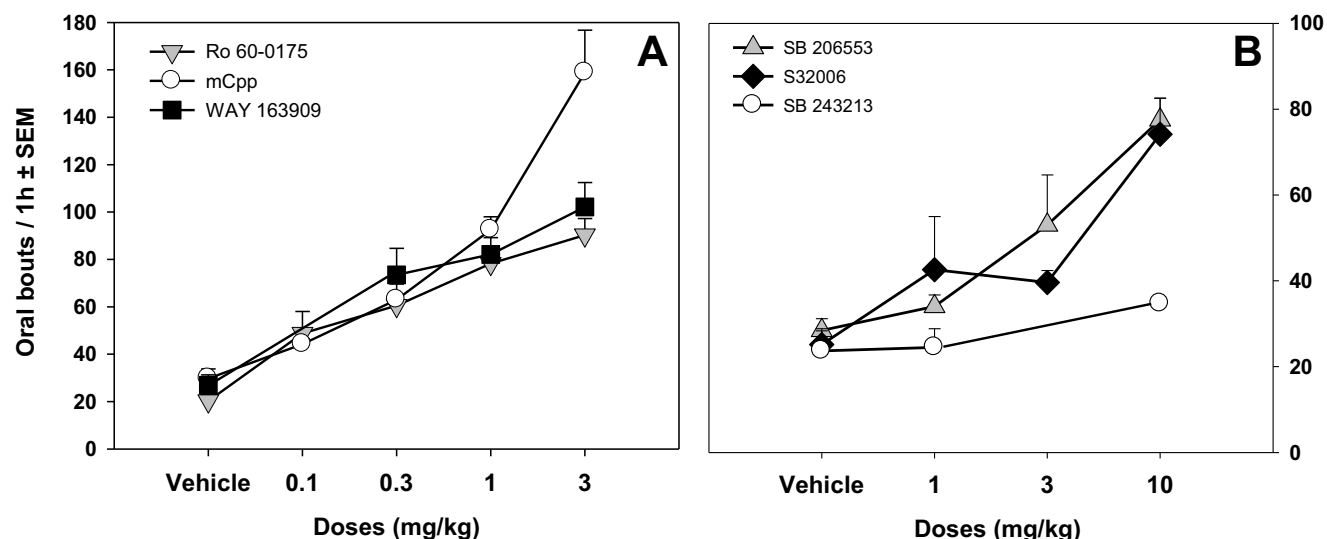 Oral bouts / 1h ± SEM
180
160
140
120
100
80
60
40
20
0
Ro 60-0175
mCpp
WAY 163909
A
Vehicle 0.1 0.3 1 3
Doses (mg/kg)
SB 206553
S32006
SB 243213
B
100
80
60
40
20
0
Vehicle 1 3 10
Doses (mg/kg)